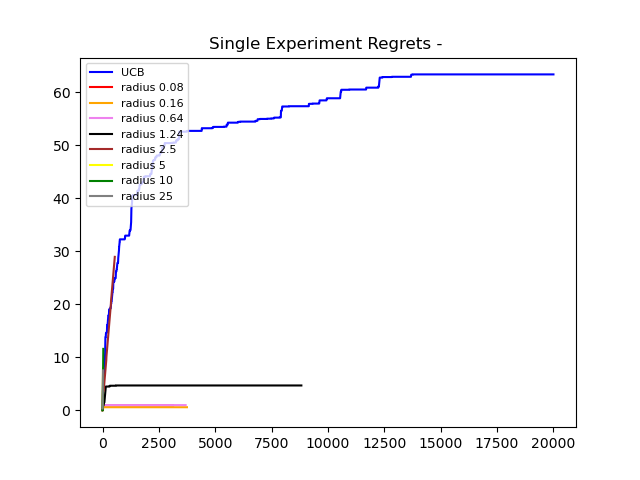 Single Experiment Regrets -
UCB
radius 0.08
radius 0.16
radius 0.64
radius 1.24
radius 2.5
radius 5
radius 10
radius 25
60
50
40
30
20
10
0
0 2500 5000 7500 10000 12500 15000 17500 20000